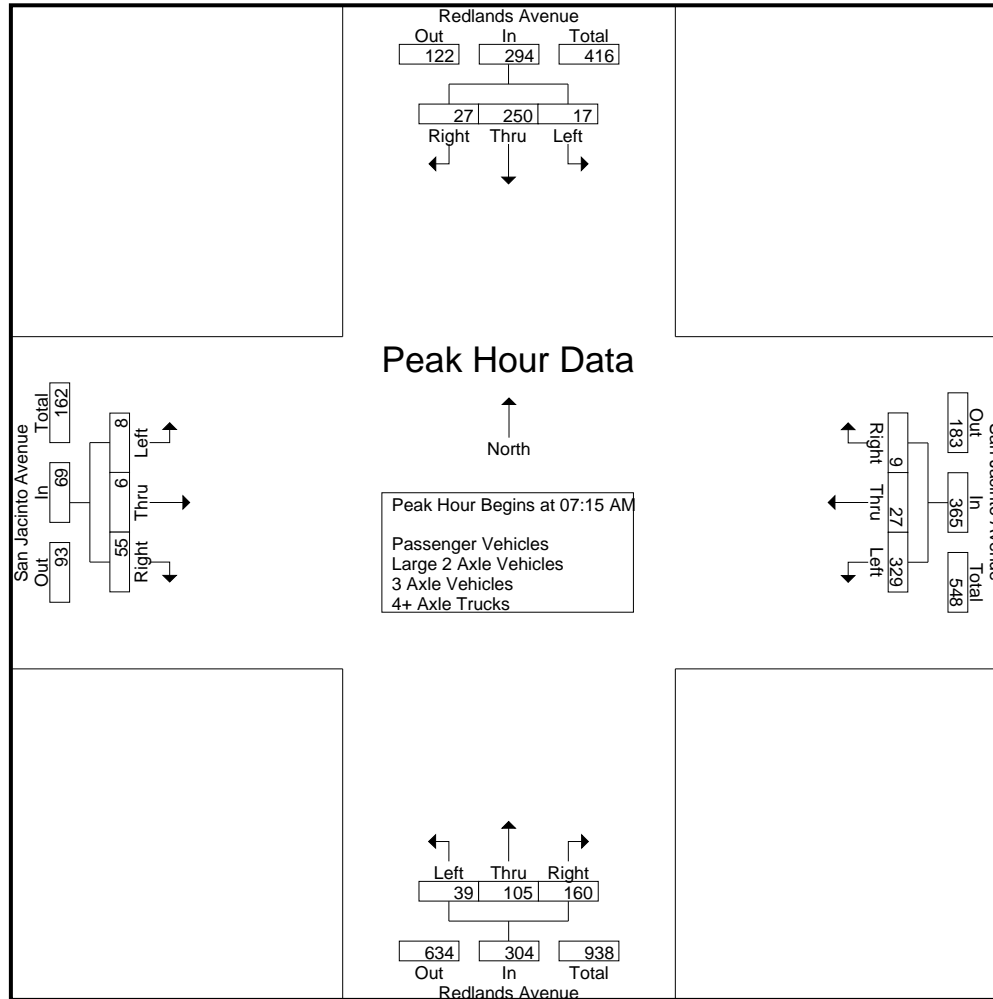 Redlands Avenue
Out In Total
122 294 416
27 250 17
Right Thru Left
Peak Hour Data
North
Peak Hour Begins at 07:15 AM
Passenger Vehicles
Large 2 Axle Vehicles
3 Axle Vehicles
4+ Axle Trucks
San Jacinto Avenue
Out In Total
93 69 162
Left Thru Right
8 6 55
Right Thru Left
9 27 329
Out In Total
183 365 548
Left Thru Right
39 105 160
634 304 938
Out In Total
Redlands Avenue